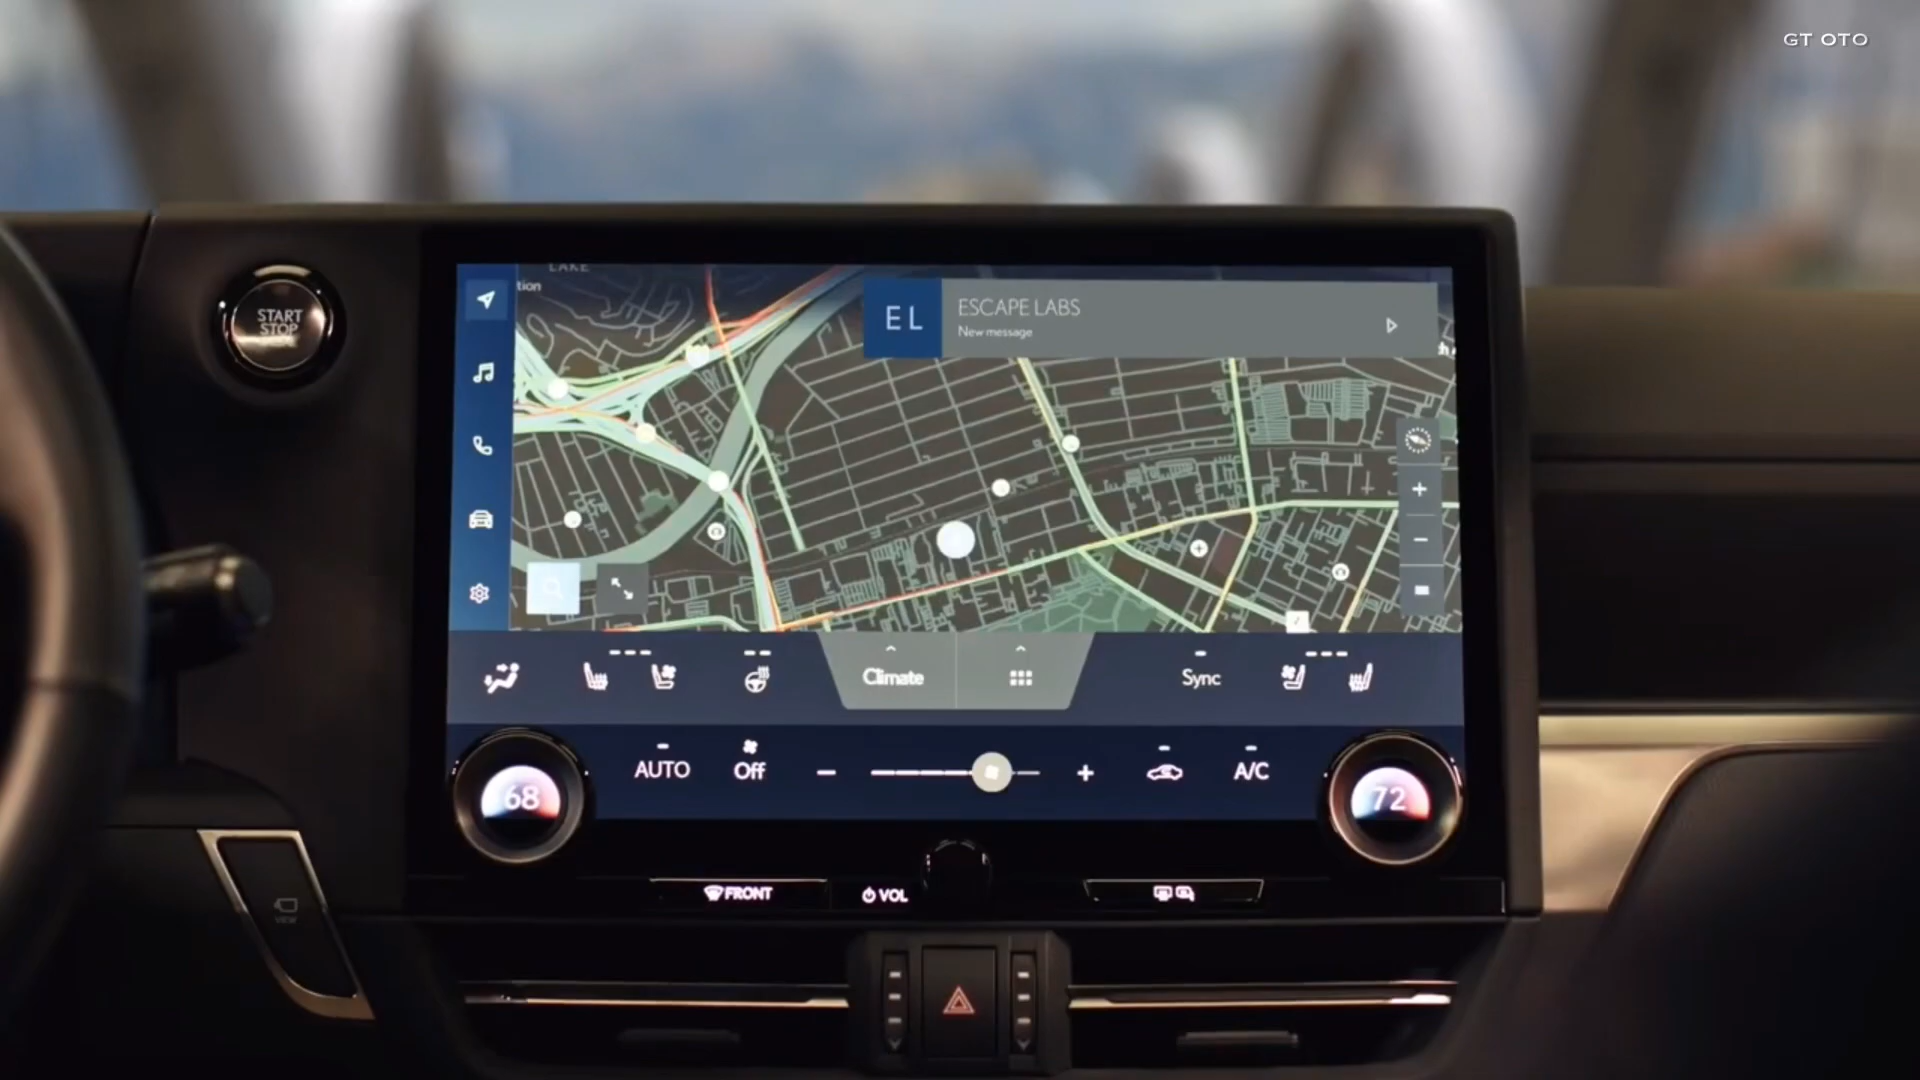 GT OTO
LAKE
tion
START
STOP
EL
ESCAPE LABS
New message
Climate
Sync
AUTO
Off
A/C
68
72
FRONT
VOL
VIEW